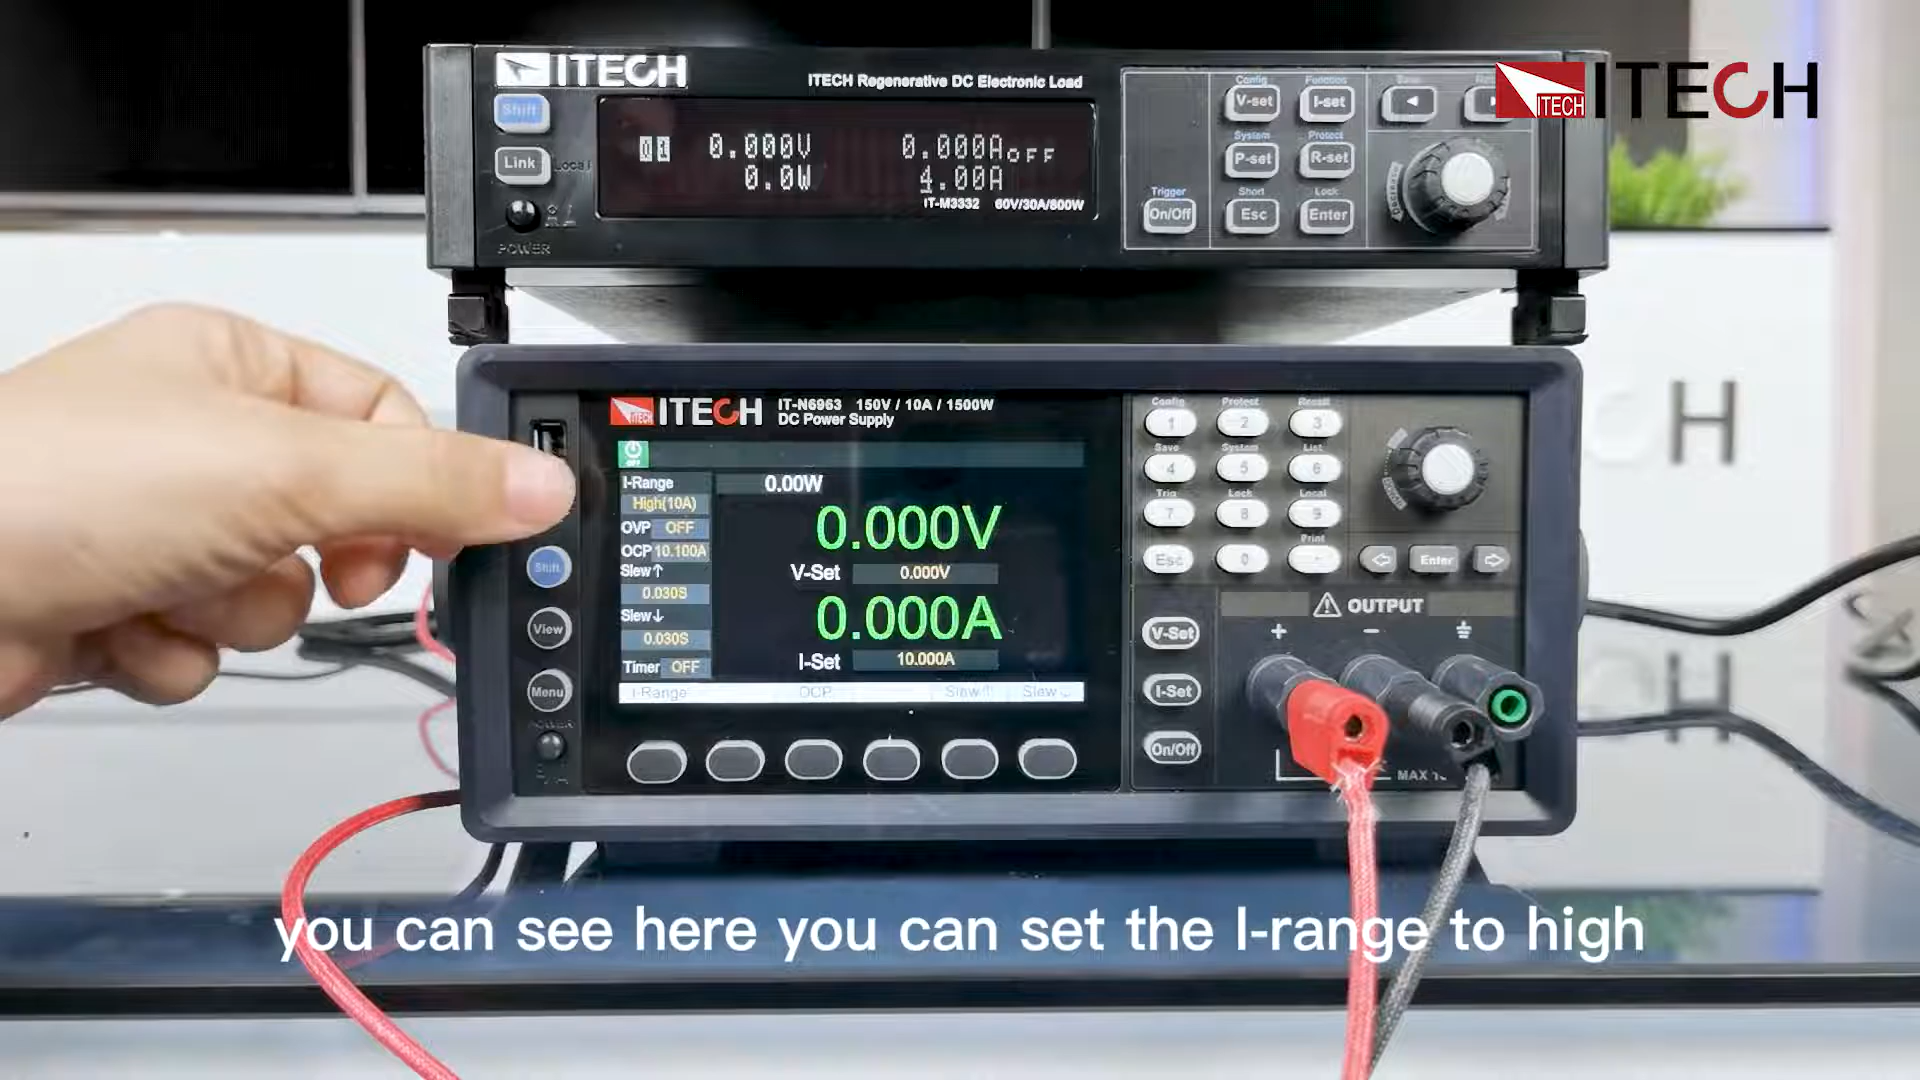 ITECH
ITECH Regenerative DC Electronic Load
Shift
Link
Local
POWER
01 0.000V 0.000A OFF
0.0W 4.00A
IT-M3332 60V/30A/800W
Config Function
V-set I-set
System Protect
P-set R-set
Trigger Short Lock
On/Off Esc Enter
ITECH ITECH
ITECH ITECH
IT-N6963 150V / 10A / 1500W
DC Power Supply
OFF
I-Range
High(10A)
OVP OFF
OCP 10.100A
Slew↑
0.030S
Slew↓
0.030S
Timer OFF
0.00W
0.000V
V-Set 0.000V
0.000A
I-Set 10.000A
I-Range OCP Slew↑ Slew↓
Shift
View
Menu
POWER
Config Protect Recall
1 2 3
Save System List
4 5 6
Trig Lock Local
7 8 9
Print
Esc 0 .
Enter
V-Set
I-Set
On/Off
OUTPUT
+ −
MAX
H
you can see here you can set the I-range to high